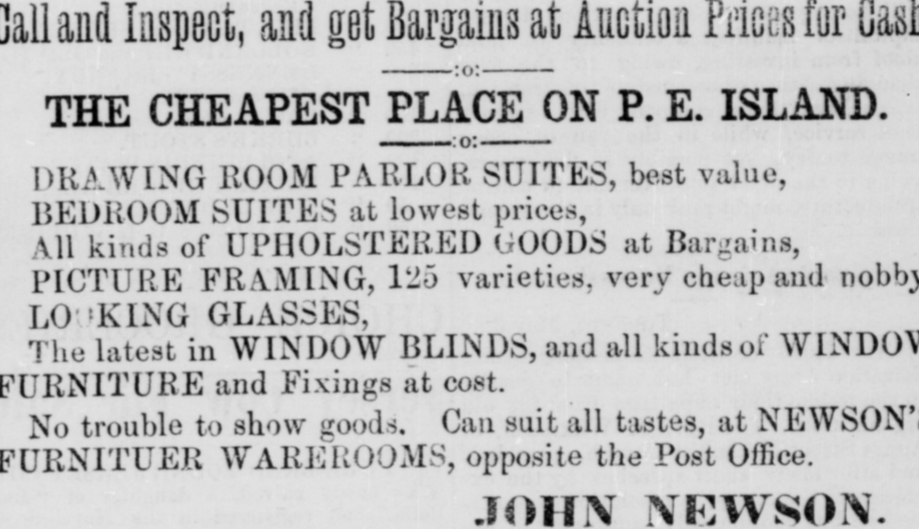 Call and Inspect, and get Bargains at Auction Prices for Cash
:o:
THE CHEAPEST PLACE ON P. E. ISLAND.
:o:
DRAWING ROOM PARLOR SUITES, best value,
BEDROOM SUITES at lowest prices,
All kinds of UPHOLSTERED GOODS at Bargains,
PICTURE FRAMING, 125 varieties, very cheap and nobby
LOOKING GLASSES,
The latest in WINDOW BLINDS, and all kinds of WINDOW
FURNITURE and Fixings at cost.
No trouble to show goods. Can suit all tastes, at NEWSON'S
FURNITUER WAREROOMS, opposite the Post Office.
JOHN NEWSON.